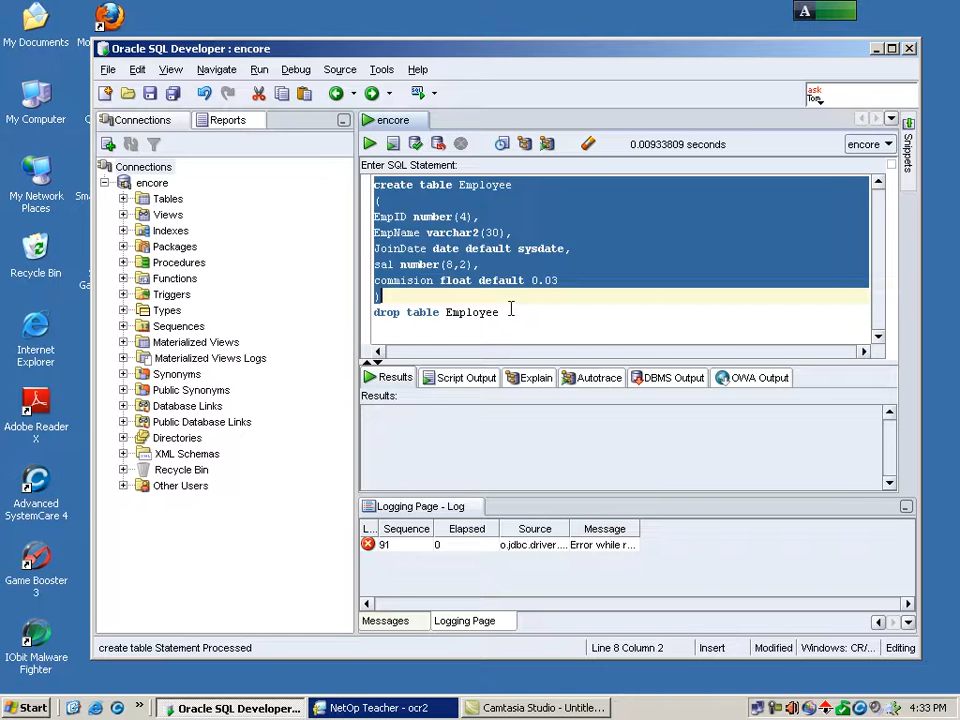 A
My Documents
Mo
Oracle SQL Developer : encore
File Edit View Navigate Run Debug Source Tools Help
ask
Tom
My Computer
Connections
Reports
encore
0.00933809 seconds
encore
Snippets
Enter SQL Statement:
create table Employee
(
EmpID number(4),
EmpName varchar2(30),
JoinDate date default sysdate,
sal number(8,2),
commision float default 0.03
)
drop table Employee
Connections
encore
Tables
Views
Indexes
Packages
Procedures
Functions
Triggers
Types
Sequences
Materialized Views
Materialized Views Logs
Synonyms
Public Synonyms
Database Links
Public Database Links
Directories
XML Schemas
Recycle Bin
Other Users
My Network
Places
Sma
Recycle Bin
Internet
Explorer
Adobe Reader
X
Advanced
SystemCare 4
Game Booster
3
IObit Malware
Fighter
Results Script Output Explain Autotrace DBMS Output OWA Output
Results:
Logging Page - Log
L... Sequence Elapsed Source Message
91 0 o.jdbc.driver.... Error while r...
Messages Logging Page
create table Statement Processed
Line 8 Column 2 Insert Modified Windows: CR/... Editing
Start
Oracle SQL Developer...
NetOp Teacher - ocr2
Camtasia Studio - Untitle...
4:33 PM